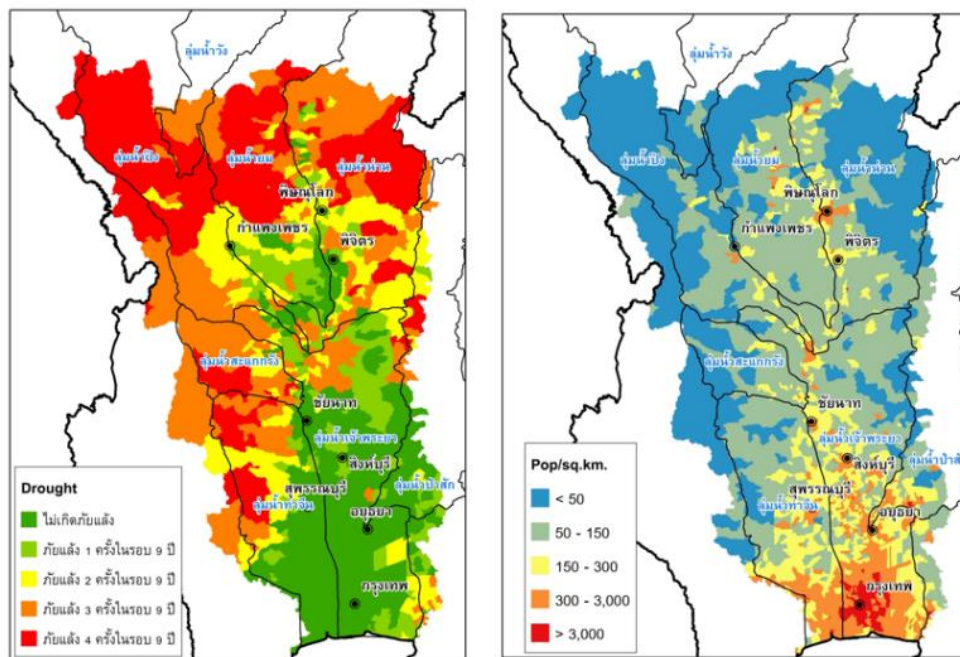 ลุ่มน้ำวัง
ลุ่มน้ำปิง
ลุ่มน้ำยม
ลุ่มน้ำน่าน
พิษณุโลก
กำแพงเพชร
พิจิตร
ลุ่มน้ำสะแกกรัง
ชัยนาท
ลุ่มน้ำเจ้าพระยา
สิงห์บุรี
สุพรรณบุรี
ลุ่มน้ำป่าสัก
ลุ่มน้ำท่าจีน
อยุธยา
กรุงเทพ
Drought
ไม่เกิดภัยแล้ง
ภัยแล้ง 1 ครั้งในรอบ 9 ปี
ภัยแล้ง 2 ครั้งในรอบ 9 ปี
ภัยแล้ง 3 ครั้งในรอบ 9 ปี
ภัยแล้ง 4 ครั้งในรอบ 9 ปี
ลุ่มน้ำวัง
ลุ่มน้ำปิง
ลุ่มน้ำยม
ลุ่มน้ำน่าน
พิษณุโลก
กำแพงเพชร
พิจิตร
ลุ่มน้ำสะแกกรัง
ชัยนาท
ลุ่มน้ำเจ้าพระยา
สิงห์บุรี
ลุ่มน้ำป่าสัก
สุพรรณบุรี
ลุ่มน้ำท่าจีน
อยุธยา
กรุงเทพ
Pop/sq.km.
< 50
50 - 150
150 - 300
300 - 3,000
> 3,000